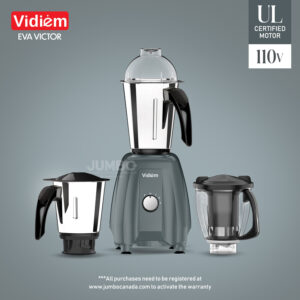 Vidiem
EVA VICTOR
UL
CERTIFIED
MOTOR
110V
JUMBO
Vidiem
***All purchases need to be registered at
www.jumbocanada.com to activate the warranty